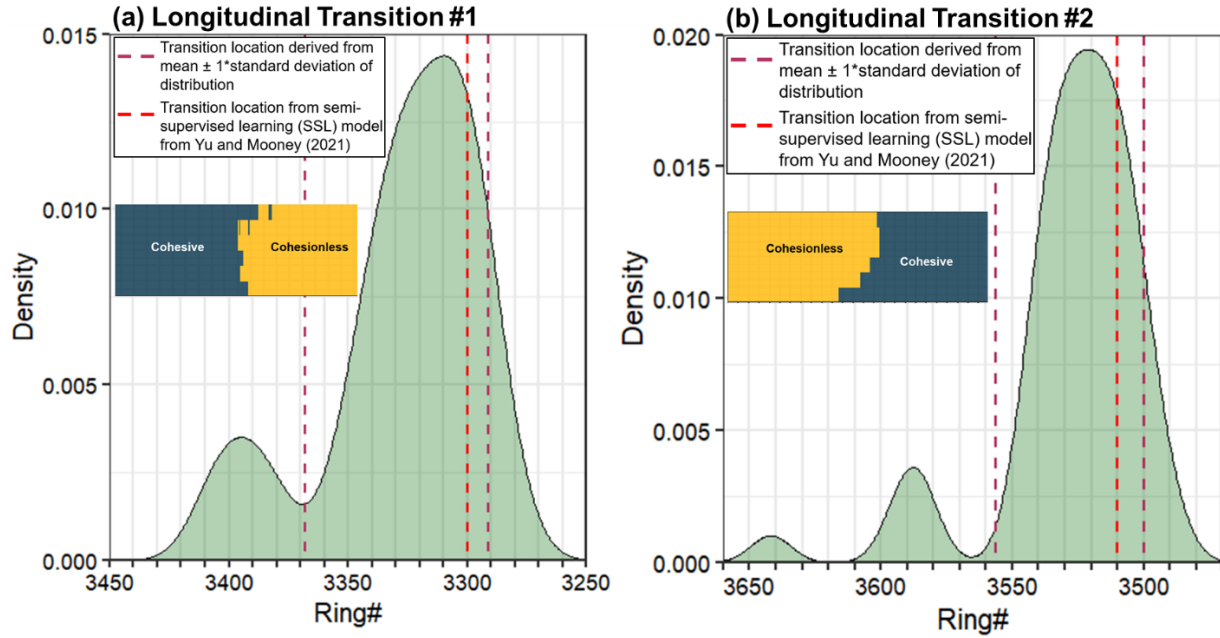 (a) Longitudinal Transition #1
0.015
Transition location derived from
mean ± 1*standard deviation of
distribution
Transition location from semi-
supervised learning (SSL) model
from Yu and Mooney (2021)
0.010
Cohesive
Cohesionless
Density
0.005
0.000
3450
3400
3350
3300
3250
Ring#
(b) Longitudinal Transition #2
0.020
Transition location derived from
mean ± 1*standard deviation of
distribution
Transition location from semi-
supervised learning (SSL) model
from Yu and Mooney (2021)
0.015
Cohesionless
Cohesive
0.010
Density
0.005
0.000
3650
3600
3550
3500
Ring#